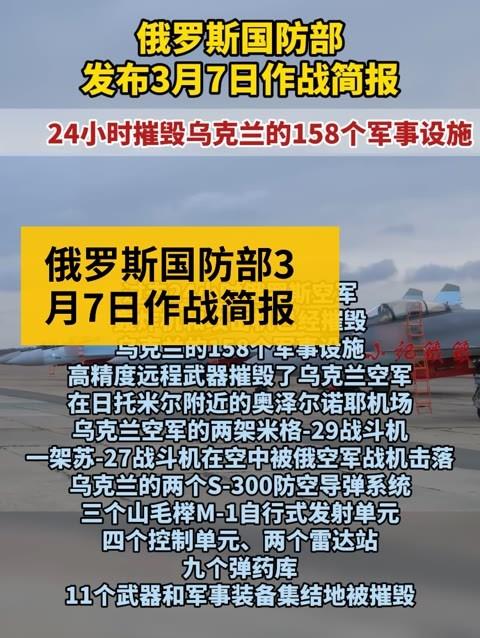 俄罗斯国防部
发布3月7日作战简报
24小时摧毁乌克兰的158个军事设施
俄罗斯国防部3
月7日作战简报
乌克兰的158个军事设施
高精度远程武器摧毁了乌克兰空军
在日托米尔附近的奥泽尔诺耶机场
乌克兰空军的两架米格-29战斗机
一架苏-27战斗机在空中被俄空军战机击落
乌克兰的两个S-300防空导弹系统
三个山毛榉M-1自行式发射单元
四个控制单元、两个雷达站
九个弹药库
11个武器和军事装备集结地被摧毁